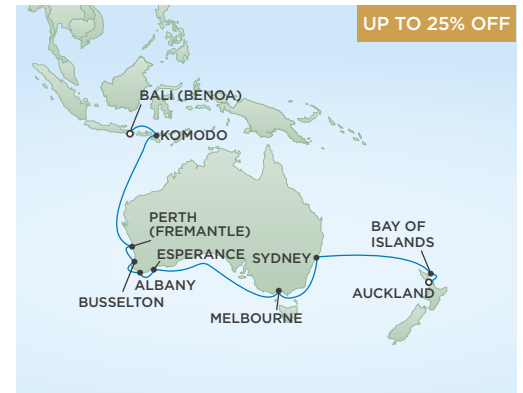 UP TO 25% OFF
BALI (BENOA)
KOMODO
PERTH
(FREMANTLE)
ESPERANCE
SYDNEY
BAY OF
ISLANDS
ALBANY
AUCKLAND
BUSSELTON
MELBOURNE